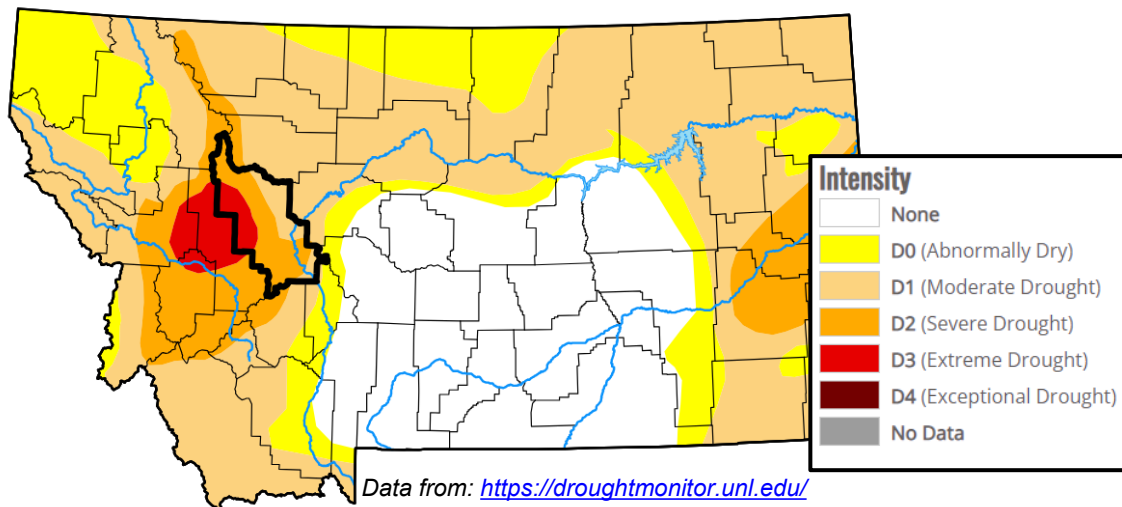 Intensity
None
D0 (Abnormally Dry)
D1 (Moderate Drought)
D2 (Severe Drought)
D3 (Extreme Drought)
D4 (Exceptional Drought)
No Data
Data from: https://droughtmonitor.unl.edu/